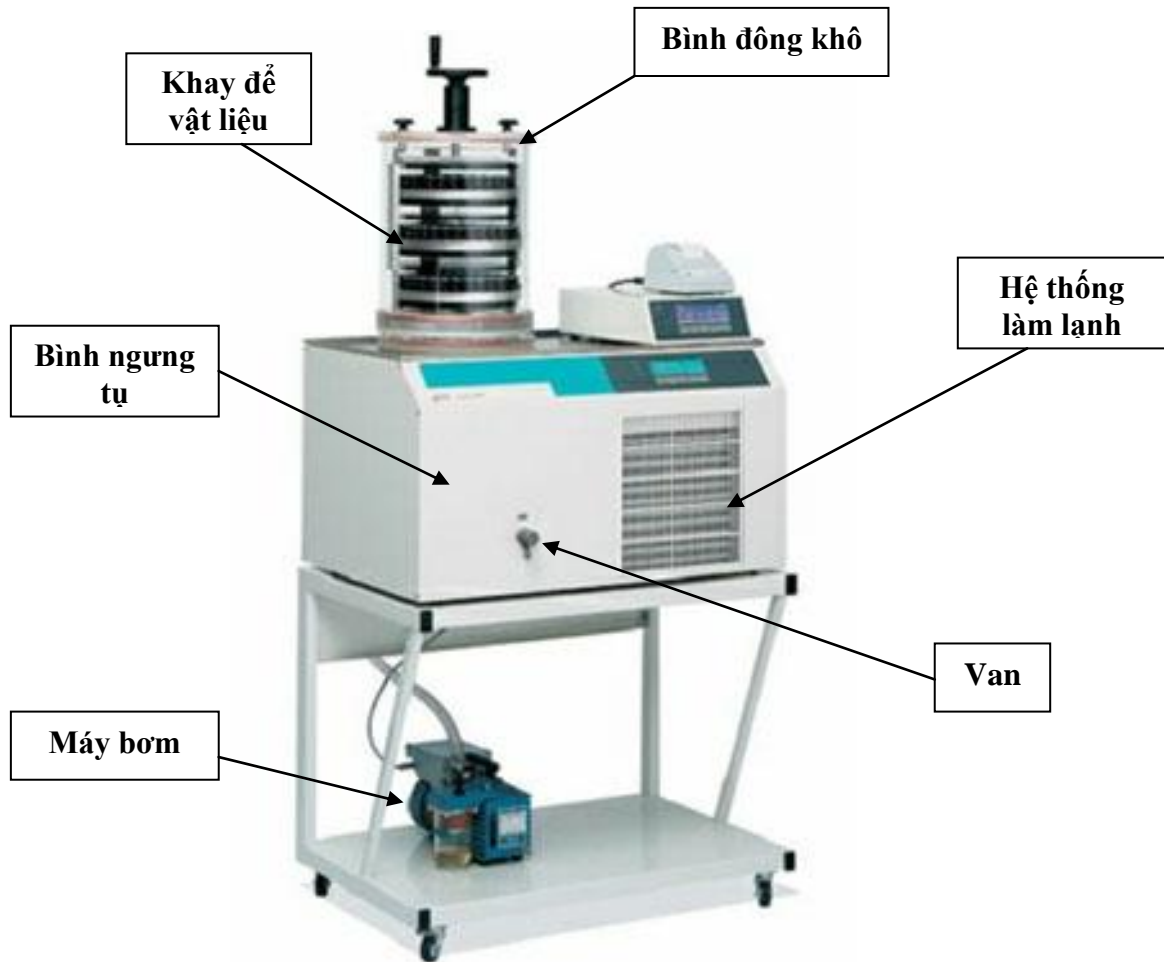 Bình đông khô
Khay để
vật liệu
Hệ thống
làm lạnh
Bình ngưng
tụ
Van
Máy bơm